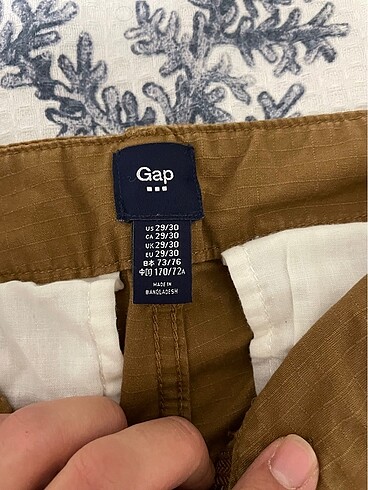 Gap
US 29/30
CA 29/30
UK 29/30
EU 29/30
日本 73/76
中国 170/72A
MADE IN
BANGLADESH